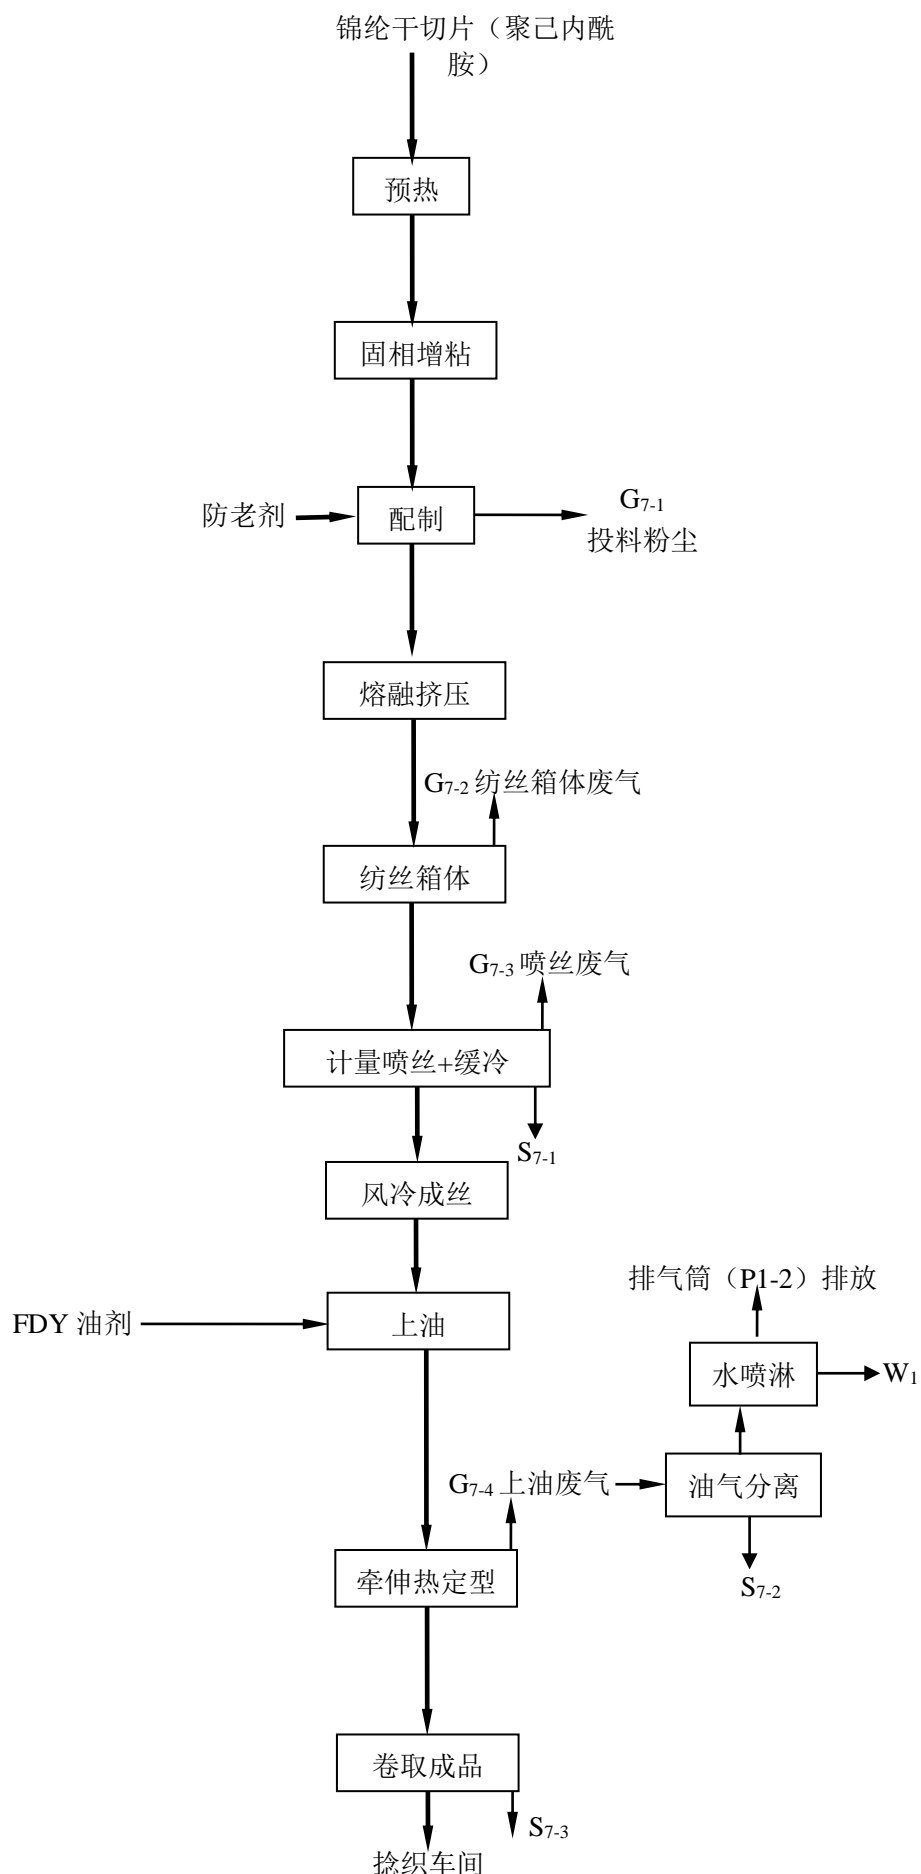 锦纶干切片（聚己内酰
胺）
预热
固相增粘
防老剂
配制
G7-1
投料粉尘
熔融挤压
G7-2 纺丝箱体废气
纺丝箱体
G7-3 喷丝废气
计量喷丝+缓冷
S7-1
风冷成丝
排气筒（P1-2）排放
FDY 油剂
上油
水喷淋
W1
G7-4 上油废气
油气分离
牵伸热定型
S7-2
卷取成品
S7-3
捻织车间